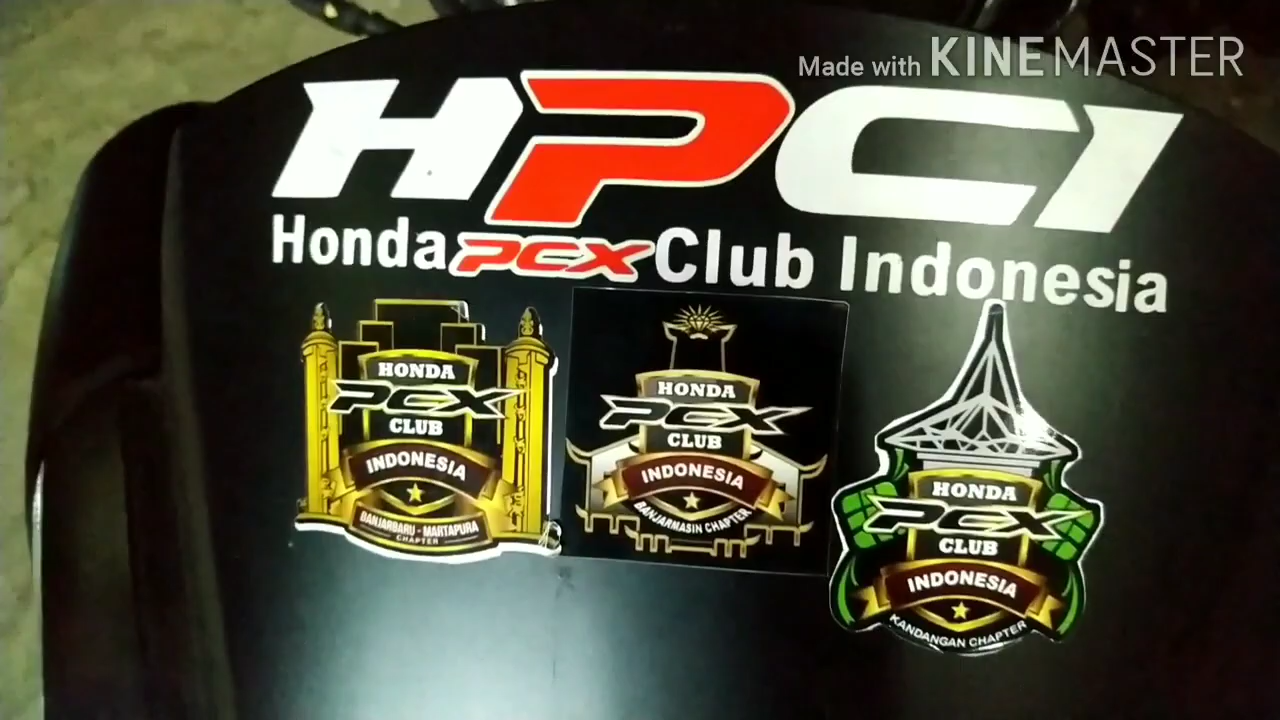 Made with KINEMASTER
HPCI
Honda PCX Club Indonesia
HONDA
PCX
CLUB
INDONESIA
BANJARBARU - MARTAPURA
CHAPTER
HONDA
PCX
CLUB
INDONESIA
BANJARMASIN CHAPTER
HONDA
PCX
CLUB
INDONESIA
KANDANGAN CHAPTER